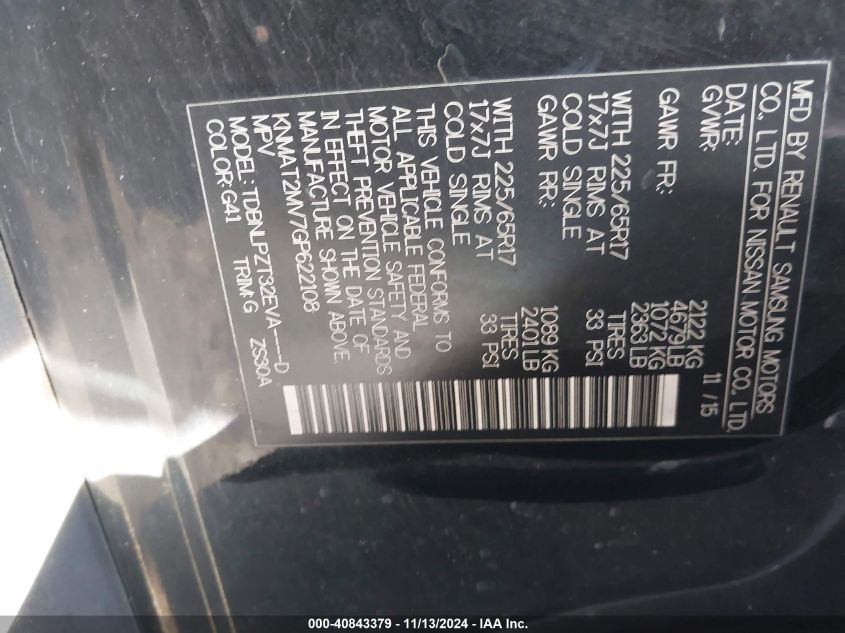 MFD BY RENAULT SAMSUNG MOTORS
CO., LTD. FOR NISSAN MOTOR CO., LTD.
DATE: 11 / 15
GVWR: 2122 KG
4679 LB
GAWR FR: 1072 KG
2363 LB
WITH 225/65R17 TIRES
17x7J RIMS AT 33 PSI
COLD SINGLE
GAWR RR: 1089 KG
2401 LB
WITH 225/65R17 TIRES
17x7J RIMS AT 33 PSI
COLD SINGLE
THIS VEHICLE CONFORMS TO
ALL APPLICABLE FEDERAL
MOTOR VEHICLE SAFETY AND
THEFT PREVENTION STANDARDS
IN EFFECT ON THE DATE OF
MANUFACTURE SHOWN ABOVE.
KNMAT2MV7GP622108
MPV
MODEL: TDBNLPZT32EVA----D
COLOR: G41 TRIM: G ZS30A
000-40843379 - 11/13/2024 - IAA Inc.